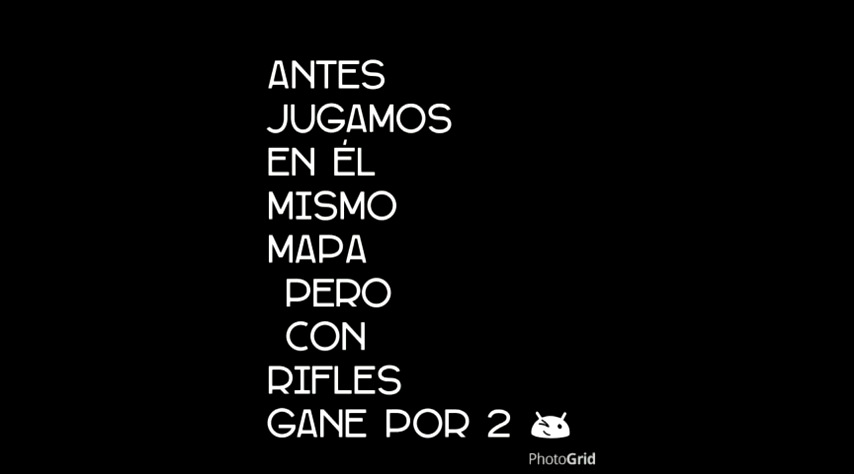 ANTES
JUGAMOS
EN ÉL
MISMO
MAPA
PERO
CON
RIFLES
GANE POR 2
PhotoGrid